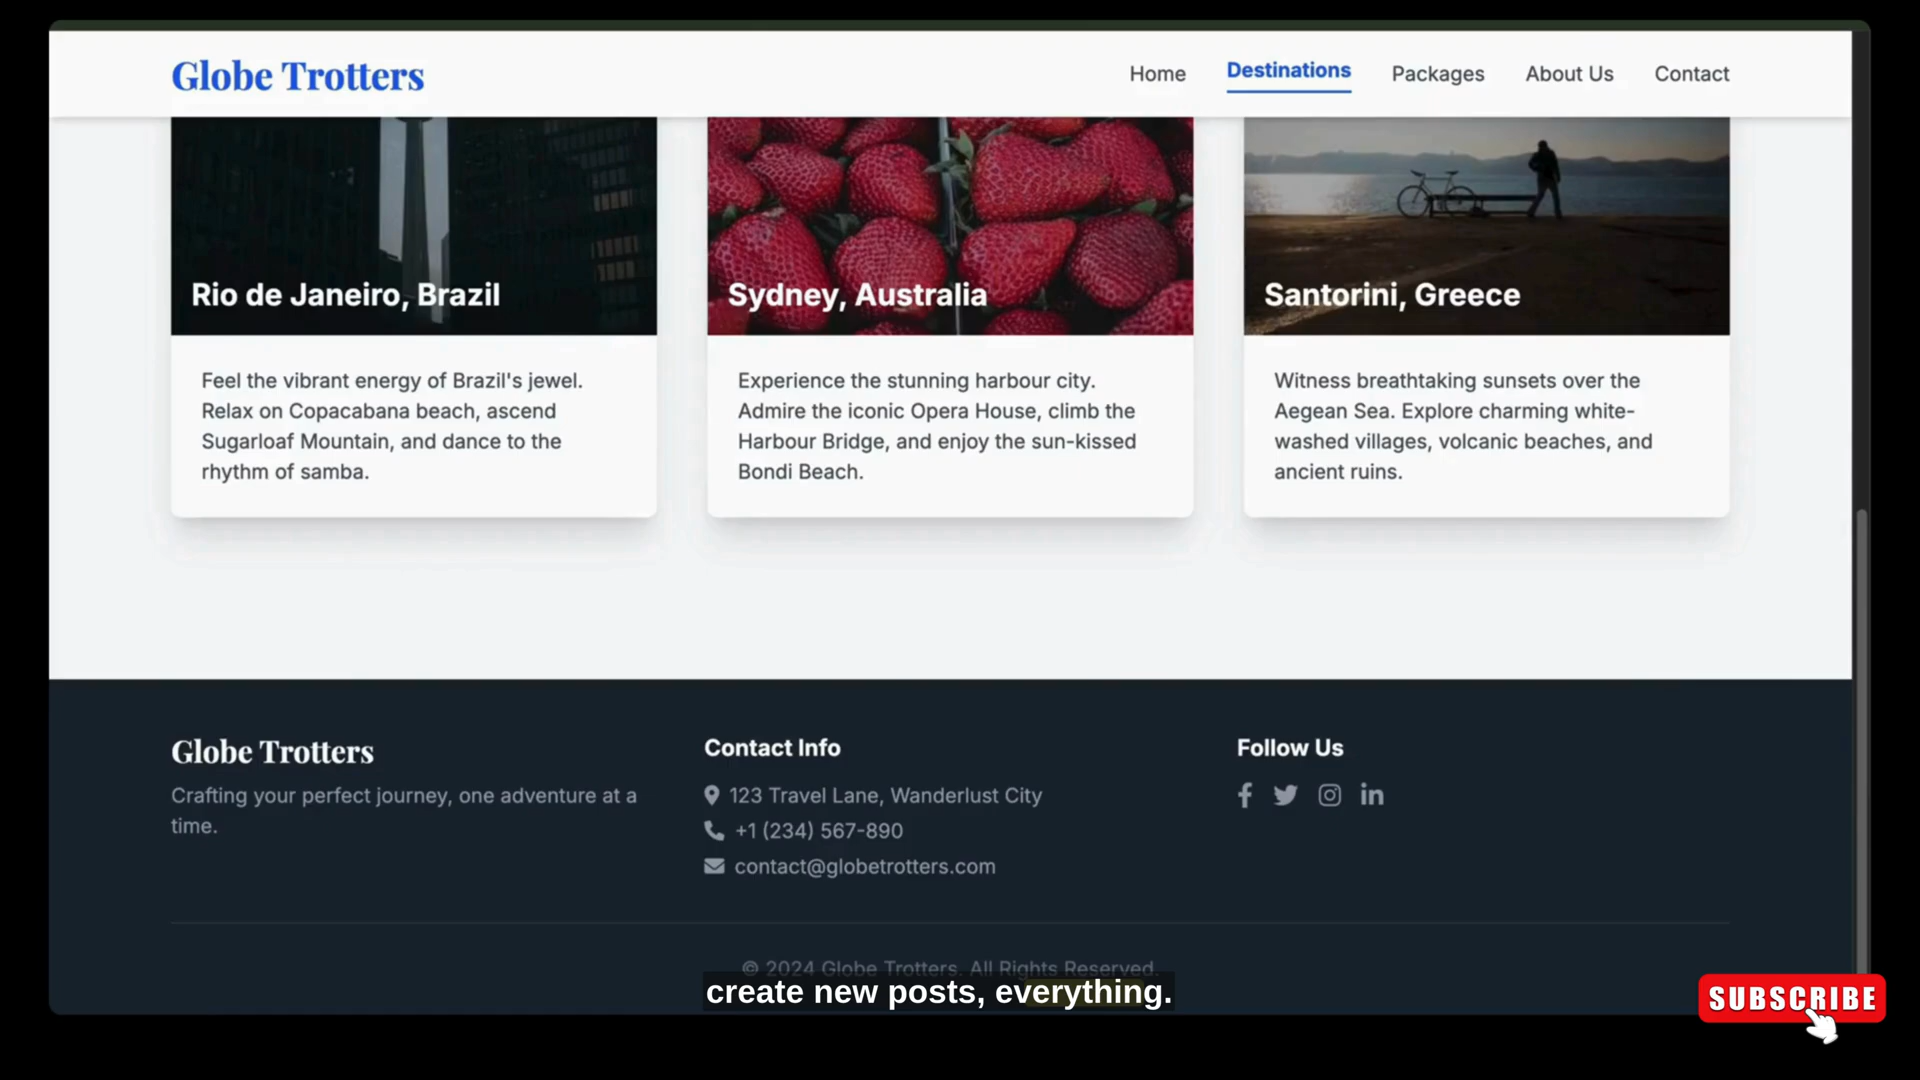 Globe Trotters
Home Destinations Packages About Us Contact
Rio de Janeiro, Brazil
Feel the vibrant energy of Brazil's jewel.
Relax on Copacabana beach, ascend
Sugarloaf Mountain, and dance to the
rhythm of samba.
Sydney, Australia
Experience the stunning harbour city.
Admire the iconic Opera House, climb the
Harbour Bridge, and enjoy the sun-kissed
Bondi Beach.
Santorini, Greece
Witness breathtaking sunsets over the
Aegean Sea. Explore charming white-
washed villages, volcanic beaches, and
ancient ruins.
Globe Trotters
Crafting your perfect journey, one adventure at a
time.
Contact Info
123 Travel Lane, Wanderlust City
+1 (234) 567-890
contact@globetrotters.com
Follow Us
© 2024 Globe Trotters. All Rights Reserved.
create new posts, everything.
SUBSCRIBE